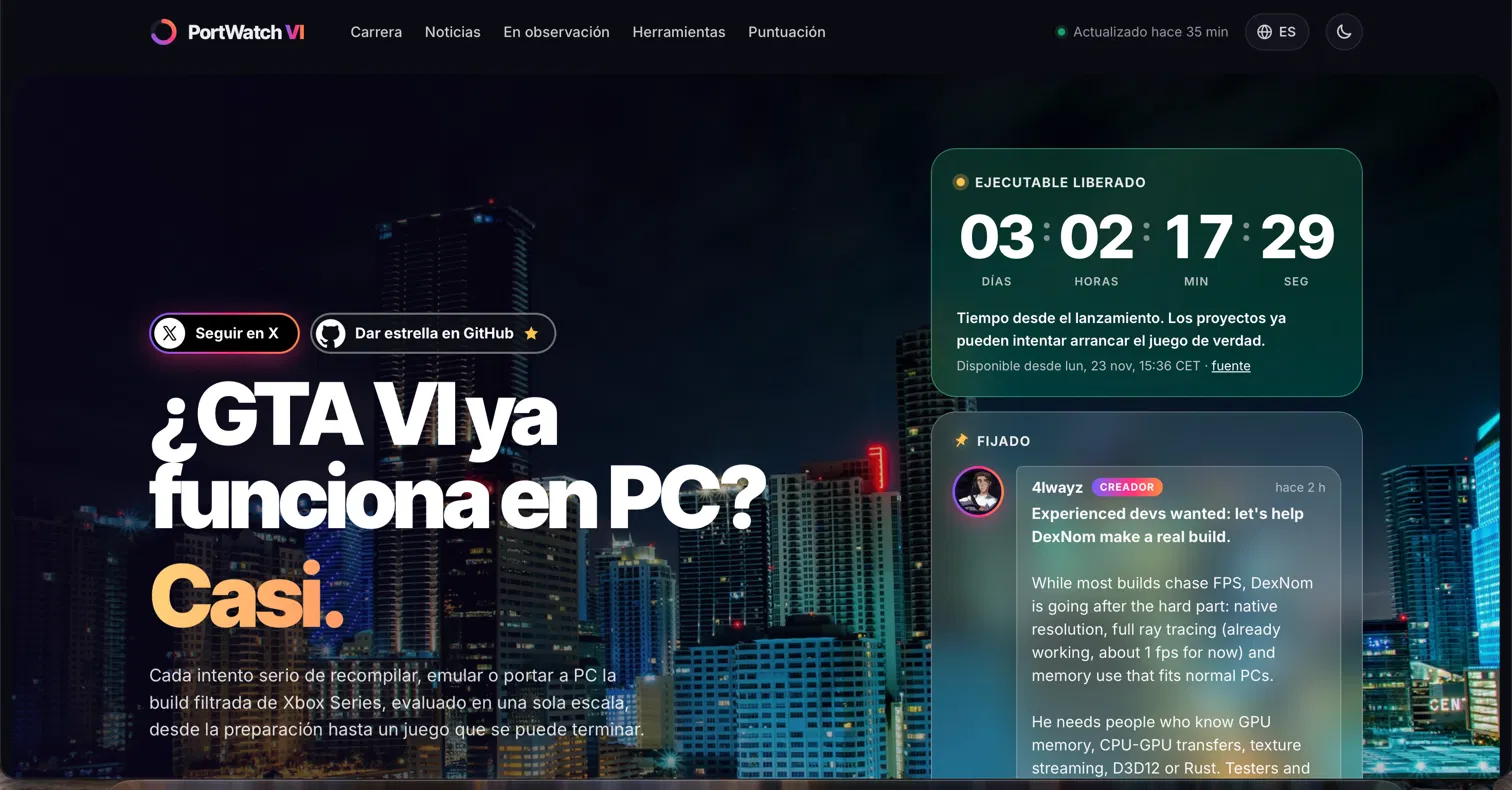 PortWatch VI
Carrera
Noticias
En observación
Herramientas
Puntuación
Actualizado hace 35 min
ES
Seguir en X
Dar estrella en GitHub
¿GTA VI ya
funciona en PC?
Casi.
Cada intento serio de recompilar, emular o portar a PC la
build filtrada de Xbox Series, evaluado en una sola escala,
desde la preparación hasta un juego que se puede terminar.
EJECUTABLE LIBERADO
03 : 02 : 17 : 29
DÍAS HORAS MIN SEG
Tiempo desde el lanzamiento. Los proyectos ya
pueden intentar arrancar el juego de verdad.
Disponible desde lun, 23 nov, 15:36 CET · fuente
FIJADO
4lwayz CREADOR hace 2 h
Experienced devs wanted: let's help
DexNom make a real build.
While most builds chase FPS, DexNom
is going after the hard part: native
resolution, full ray tracing (already
working, about 1 fps for now) and
memory use that fits normal PCs.
He needs people who know GPU
memory, CPU-GPU transfers, texture
streaming, D3D12 or Rust. Testers and
CEN